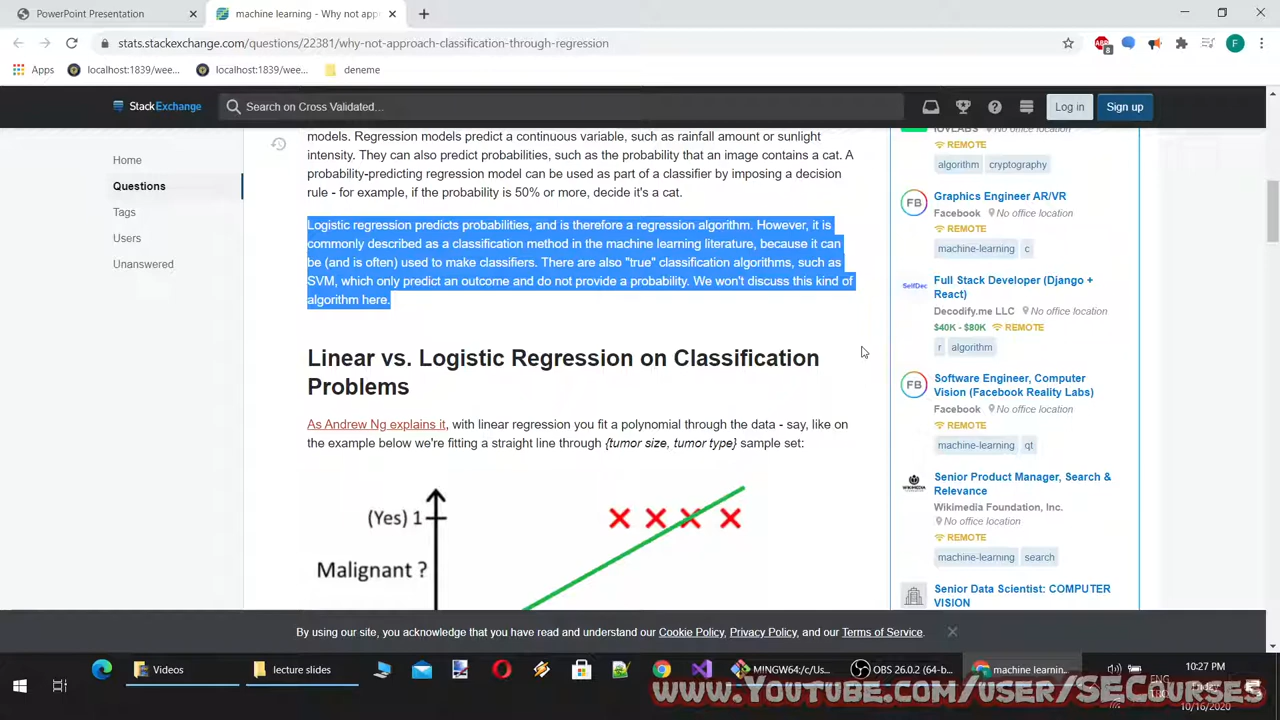 PowerPoint Presentation
machine learning - Why not app
stats.stackexchange.com/questions/22381/why-not-approach-classification-through-regression
8
F
Apps
localhost:1839/wee...
localhost:1839/wee...
deneme
StackExchange
Search on Cross Validated...
Log in
Sign up
Home
Questions
Tags
Users
Unanswered
models. Regression models predict a continuous variable, such as rainfall amount or sunlight
intensity. They can also predict probabilities, such as the probability that an image contains a cat. A
probability-predicting regression model can be used as part of a classifier by imposing a decision
rule - for example, if the probability is 50% or more, decide it's a cat.
Logistic regression predicts probabilities, and is therefore a regression algorithm. However, it is
commonly described as a classification method in the machine learning literature, because it can
be (and is often) used to make classifiers. There are also "true" classification algorithms, such as
SVM, which only predict an outcome and do not provide a probability. We won't discuss this kind of
algorithm here.
Linear vs. Logistic Regression on Classification
Problems
As Andrew Ng explains it, with linear regression you fit a polynomial through the data - say, like on
the example below we're fitting a straight line through {tumor size, tumor type} sample set:
(Yes) 1
Malignant ?
IOVLABS No office location
REMOTE
algorithm cryptography
FB
Graphics Engineer AR/VR
Facebook No office location
REMOTE
machine-learning c
SelfDec
Full Stack Developer (Django +
React)
Decodify.me LLC No office location
$40K - $80K REMOTE
r algorithm
FB
Software Engineer, Computer
Vision (Facebook Reality Labs)
Facebook No office location
REMOTE
machine-learning qt
Senior Product Manager, Search &
Relevance
Wikimedia Foundation, Inc.
No office location
REMOTE
machine-learning search
Senior Data Scientist: COMPUTER
VISION
By using our site, you acknowledge that you have read and understand our Cookie Policy, Privacy Policy, and our Terms of Service.
Videos
lecture slides
MINGW64:/c/Us...
OBS 26.0.2 (64-b...
machine learnin...
ENG
10:27 PM
Friday
10/16/2020
www.Youtube.com/user/SECourses